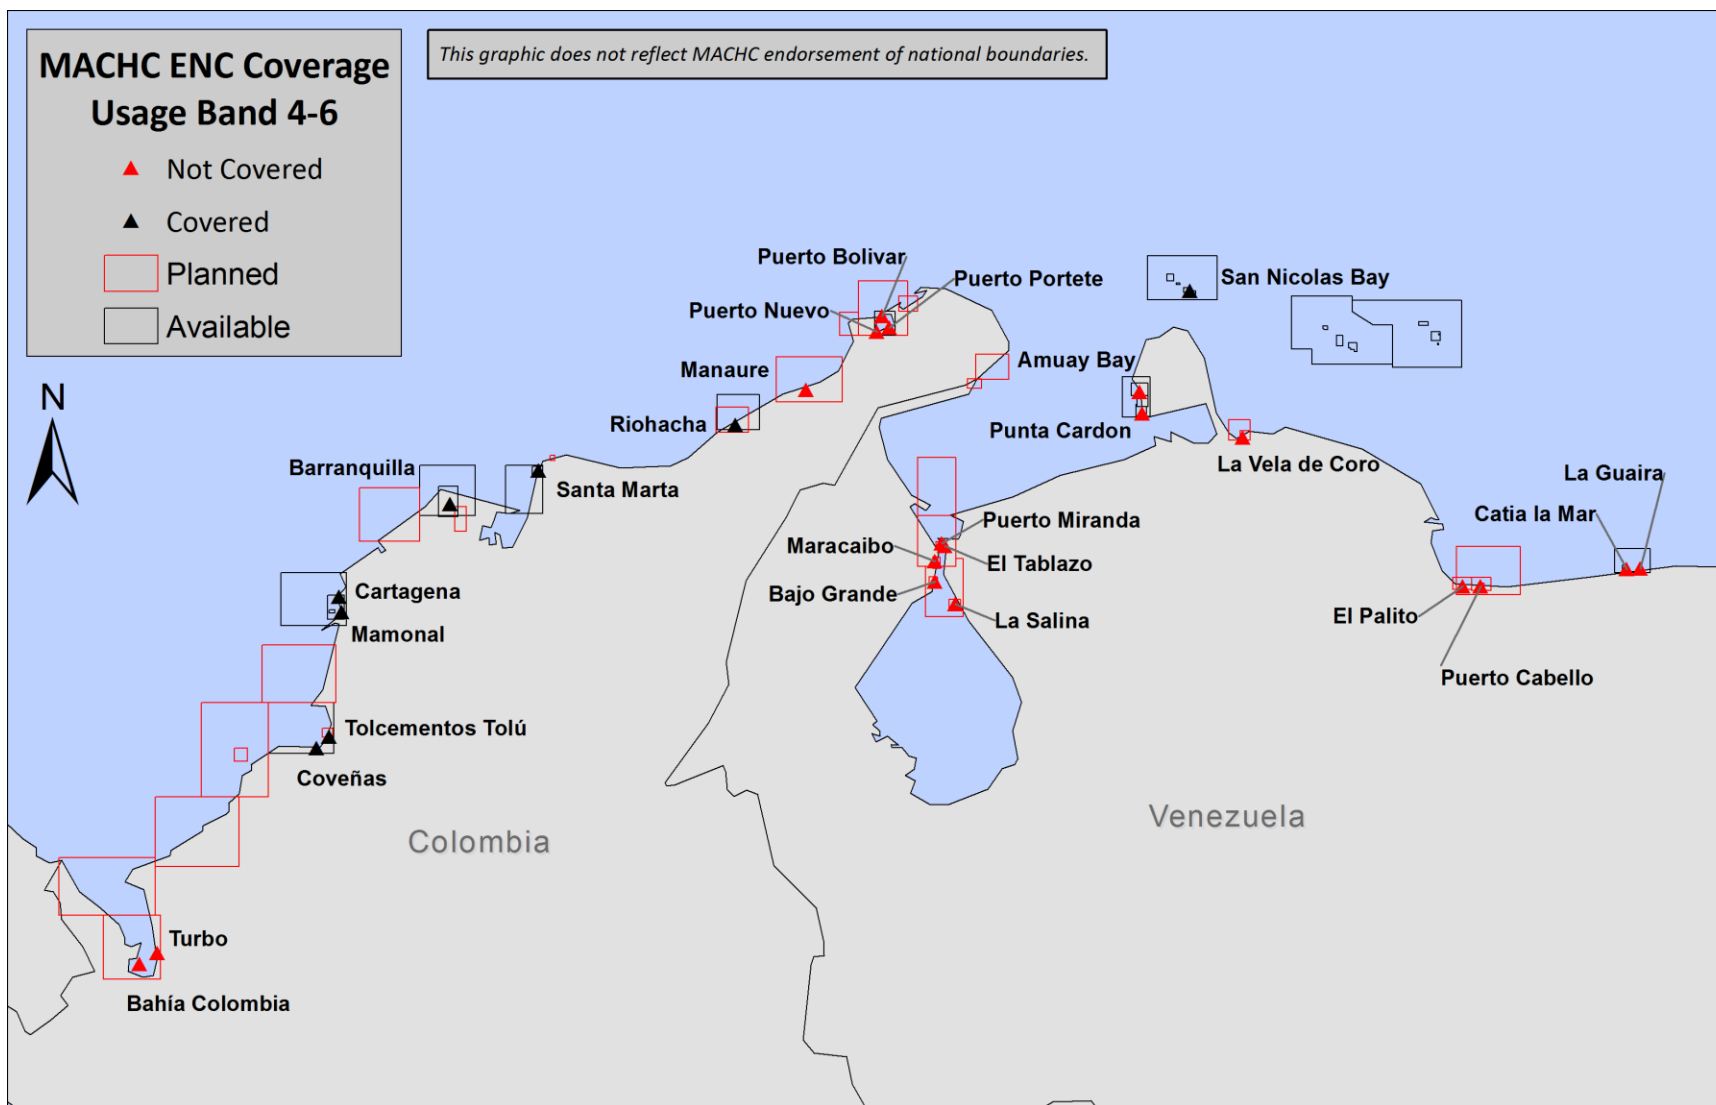 MACHC ENC Coverage
Usage Band 4-6
Not Covered
Covered
Planned
Available
This graphic does not reflect MACHC endorsement of national boundaries.
N
Puerto Bolivar
Puerto Portete
San Nicolas Bay
Puerto Nuevo
Manaure
Amuay Bay
Riohacha
Punta Cardon
Barranquilla
La Vela de Coro
Santa Marta
La Guaira
Catia la Mar
Puerto Miranda
Maracaibo
El Tablazo
Bajo Grande
Cartagena
La Salina
El Palito
Mamonal
Puerto Cabello
Tolcementos Tolú
Coveñas
Venezuela
Colombia
Turbo
Bahía Colombia